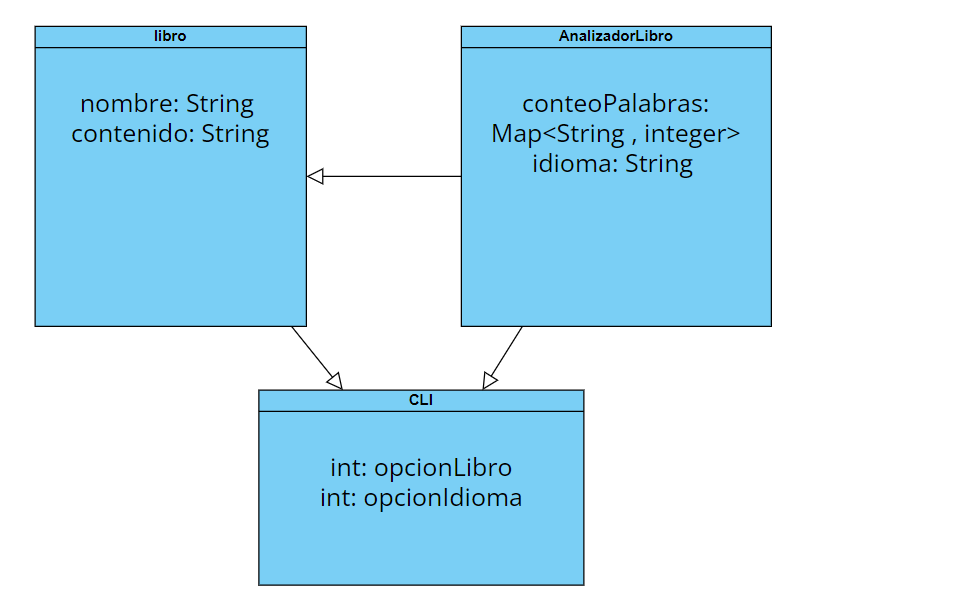 libro
nombre: String
contenido: String
AnalizadorLibro
conteoPalabras:
Map<String , integer>
idioma: String
CLI
int: opcionLibro
int: opcionIdioma